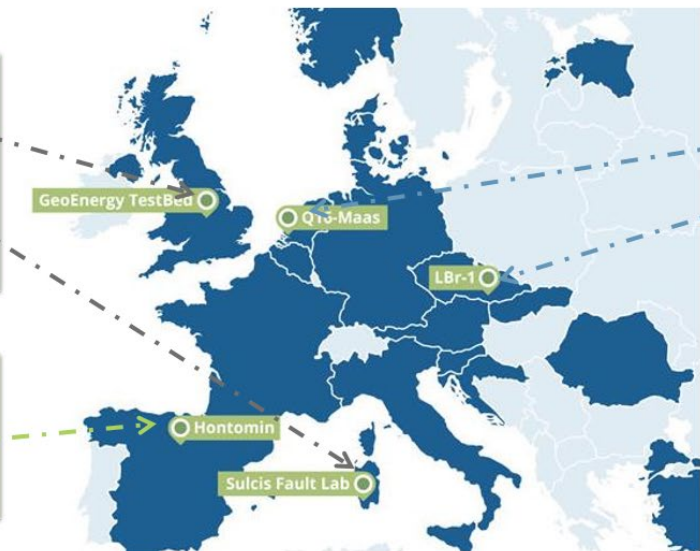 GeoEnergy TestBed
Q16-Maas
LBr-1
Hontomin
Sulcis Fault Lab